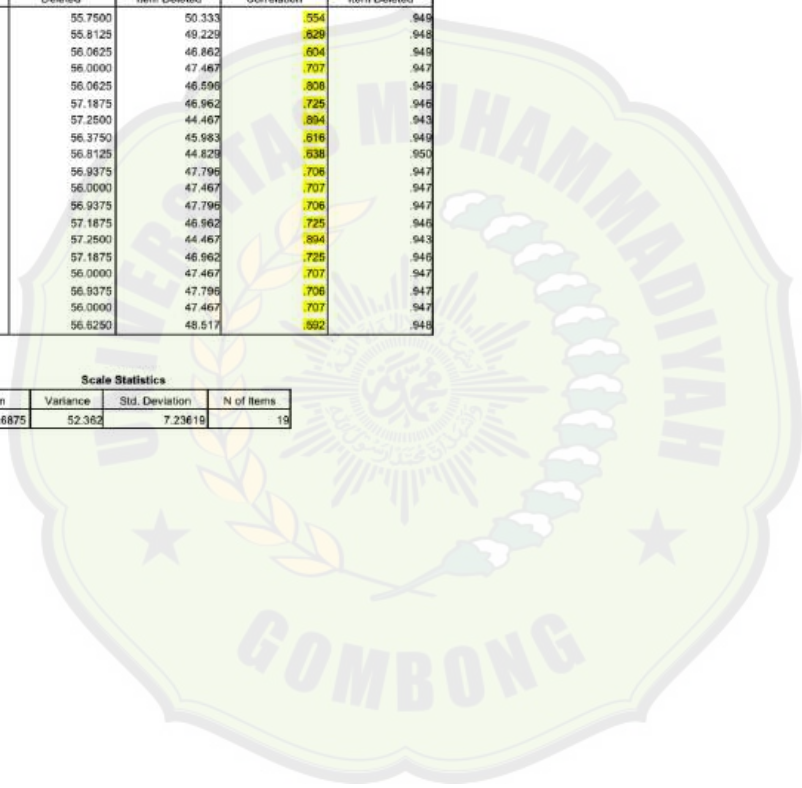 Deleted Item Deleted Correlation Item Deleted
55.7500 50.333 .554 .949
55.8125 49.229 .629 .948
56.0625 46.862 .604 .949
56.0000 47.467 .707 .947
56.0625 46.596 .808 .945
57.1875 46.962 .725 .946
57.2500 44.467 .894 .943
56.3750 45.983 .616 .949
56.8125 44.829 .638 .950
56.9375 47.796 .706 .947
56.0000 47.467 .707 .947
56.9375 47.796 .706 .947
57.1875 46.962 .725 .946
57.2500 44.467 .894 .943
57.1875 46.962 .725 .946
56.0000 47.467 .707 .947
56.9375 47.796 .706 .947
56.0000 47.467 .707 .947
56.6250 48.517 .592 .948
Scale Statistics
n Variance Std. Deviation N of Items
6875 52.362 7.23619 19
UNIVERSITAS MUHAMMADIYAH
GOMBONG